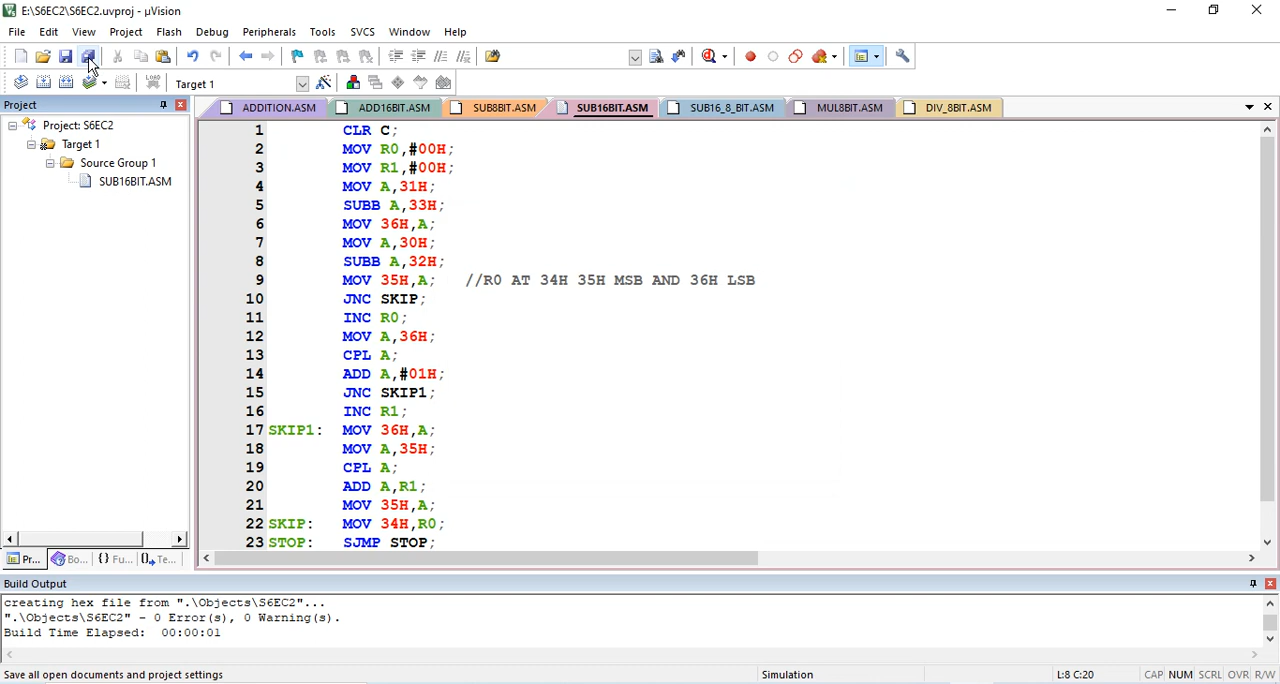 E:\S6EC2\S6EC2.uvproj - µVision
File Edit View Project Flash Debug Peripherals Tools SVCS Window Help
Target 1
Project
ADDITION.ASM ADD16BIT.ASM SUB8BIT.ASM SUB16BIT.ASM SUB16_8_BIT.ASM MUL8BIT.ASM DIV_8BIT.ASM
Project: S6EC2
Target 1
Source Group 1
SUB16BIT.ASM
1 CLR C;
2 MOV R0,#00H;
3 MOV R1,#00H;
4 MOV A,31H;
5 SUBB A,33H;
6 MOV 36H,A;
7 MOV A,30H;
8 SUBB A,32H;
9 MOV 35H,A; //R0 AT 34H 35H MSB AND 36H LSB
10 JNC SKIP;
11 INC R0;
12 MOV A,36H;
13 CPL A;
14 ADD A,#01H;
15 JNC SKIP1;
16 INC R1;
17 SKIP1: MOV 36H,A;
18 MOV A,35H;
19 CPL A;
20 ADD A,R1;
21 MOV 35H,A;
22 SKIP: MOV 34H,R0;
23 STOP: SJMP STOP;
Pr... Bo... {} Fu... Te...
Build Output
creating hex file from ".\Objects\S6EC2"...
".\Objects\S6EC2" - 0 Error(s), 0 Warning(s).
Build Time Elapsed: 00:00:01
Save all open documents and project settings Simulation L:8 C:20 CAP NUM SCRL OVR R/W